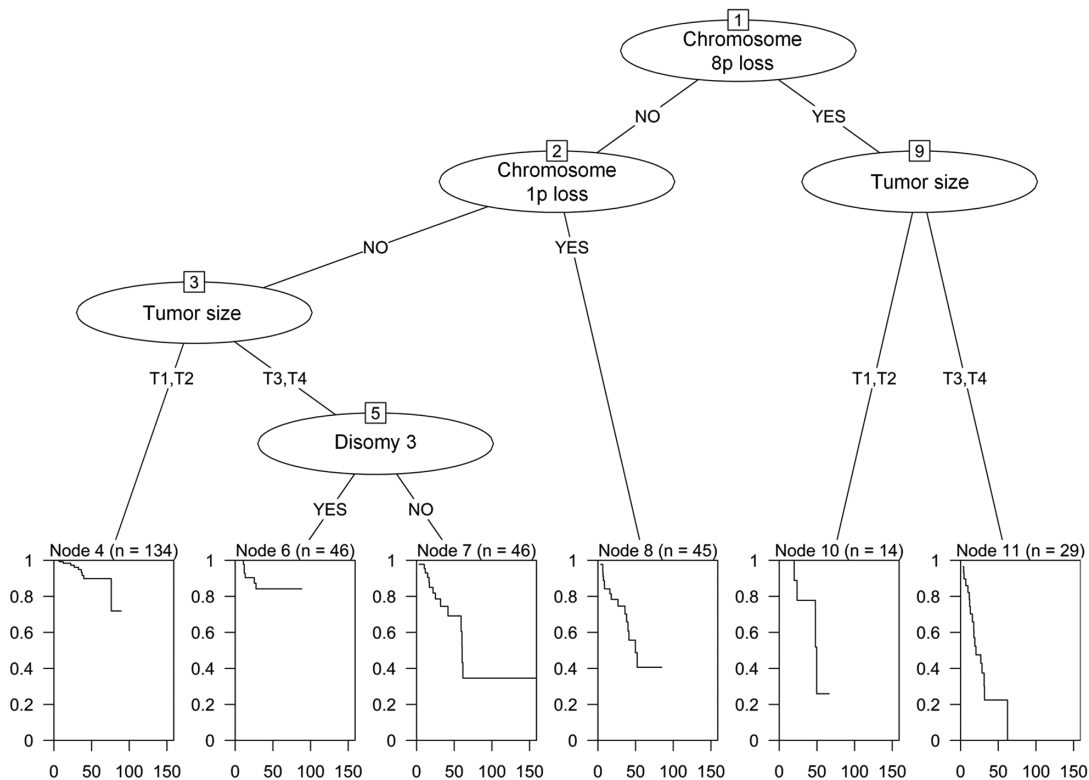 1
Chromosome
8p loss
NO
YES
2
Chromosome
1p loss
9
Tumor size
NO
YES
3
Tumor size
T1,T2
T3,T4
T1,T2
T3,T4
5
Disomy 3
YES
NO
Node 4 (n = 134)
Node 6 (n = 46)
Node 7 (n = 46)
Node 8 (n = 45)
Node 10 (n = 14)
Node 11 (n = 29)
1 1 1 1 1 1
0.8 0.8 0.8 0.8 0.8 0.8
0.6 0.6 0.6 0.6 0.6 0.6
0.4 0.4 0.4 0.4 0.4 0.4
0.2 0.2 0.2 0.2 0.2 0.2
0 0 0 0 0 0
0 50 100 150 0 50 100 150 0 50 100 150 0 50 100 150 0 50 100 150 0 50 100 150